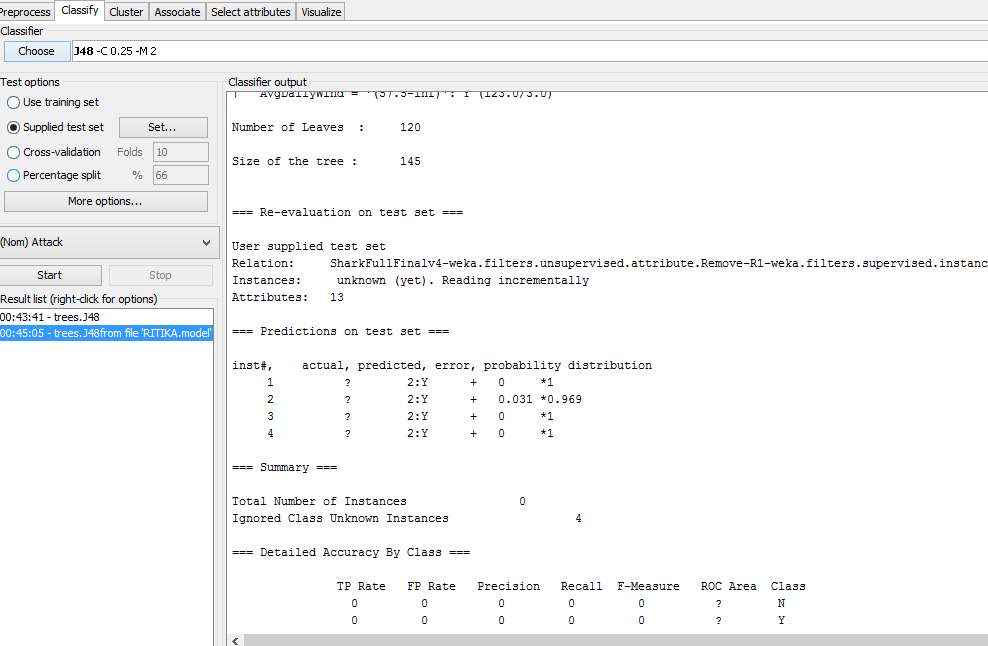 Preprocess Classify Cluster Associate Select attributes Visualize
Classifier
Choose J48 -C 0.25 -M 2
Test options
Use training set
Supplied test set Set...
Cross-validation Folds 10
Percentage split % 66
More options...
(Nom) Attack
Start Stop
Result list (right-click for options)
00:43:41 - trees.J48
00:45:05 - trees.J48from file 'RITIKA.model'
Classifier output
| AvgDailyWind = '(57.5-inf)': Y (123.0/3.0)
Number of Leaves : 120
Size of the tree : 145
=== Re-evaluation on test set ===
User supplied test set
Relation: SharkFullFinalv4-weka.filters.unsupervised.attribute.Remove-R1-weka.filters.supervised.instanc
Instances: unknown (yet). Reading incrementally
Attributes: 13
=== Predictions on test set ===
inst#, actual, predicted, error, probability distribution
1 ? 2:Y + 0 *1
2 ? 2:Y + 0.031 *0.969
3 ? 2:Y + 0 *1
4 ? 2:Y + 0 *1
=== Summary ===
Total Number of Instances 0
Ignored Class Unknown Instances 4
=== Detailed Accuracy By Class ===
TP Rate FP Rate Precision Recall F-Measure ROC Area Class
0 0 0 0 0 ? N
0 0 0 0 0 ? Y